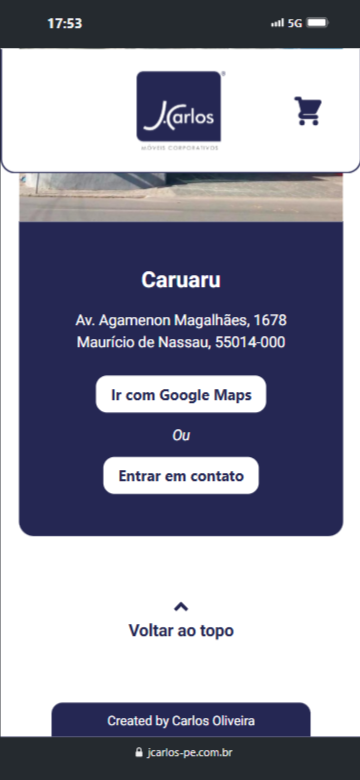 17:53
5G
J.Carlos
®
MÓVEIS CORPORATIVOS
Caruaru
Av. Agamenon Magalhães, 1678
Maurício de Nassau, 55014-000
Ir com Google Maps
Ou
Entrar em contato
Voltar ao topo
Created by Carlos Oliveira
jcarlos-pe.com.br